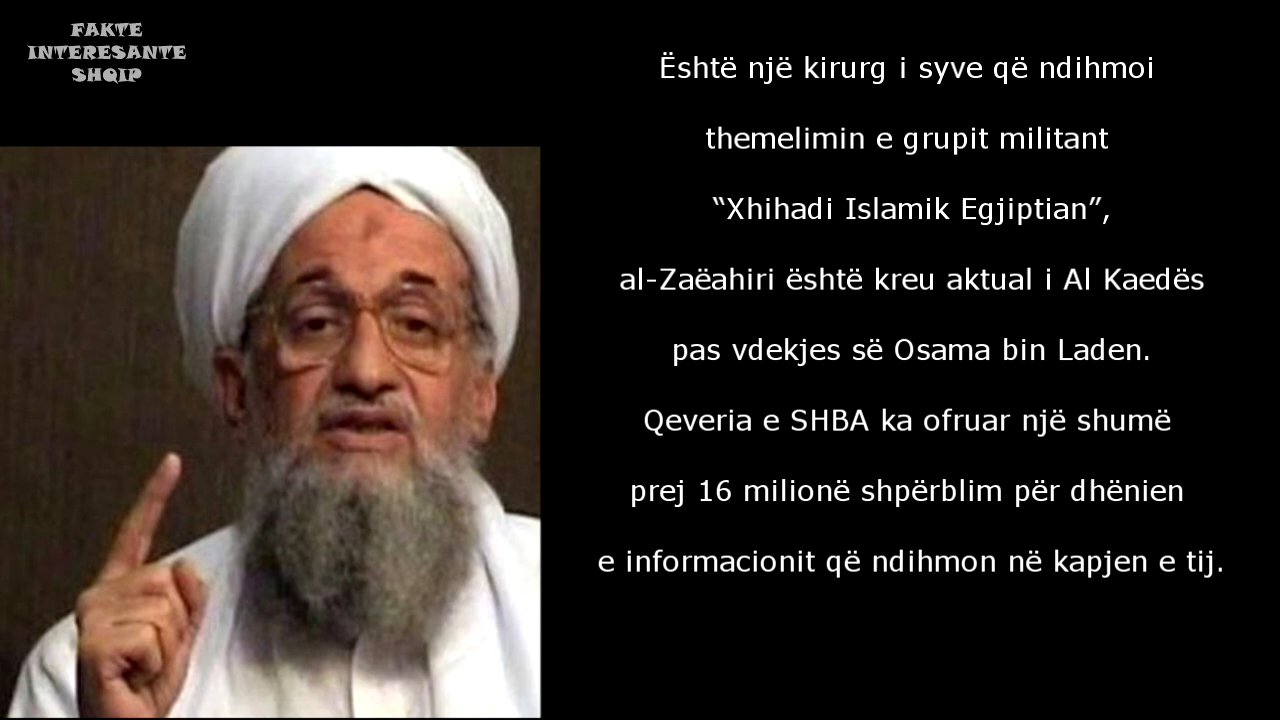 FAKTE
INTERESANTE
SHQIP
Është një kirurg i syve që ndihmoi
themelimin e grupit militant
“Xhihadi Islamik Egjiptian”,
al-Zaëahiri është kreu aktual i Al Kaedës
pas vdekjes së Osama bin Laden.
Qeveria e SHBA ka ofruar një shumë
prej 16 milionë shpërblim për dhënien
e informacionit që ndihmon në kapjen e tij.